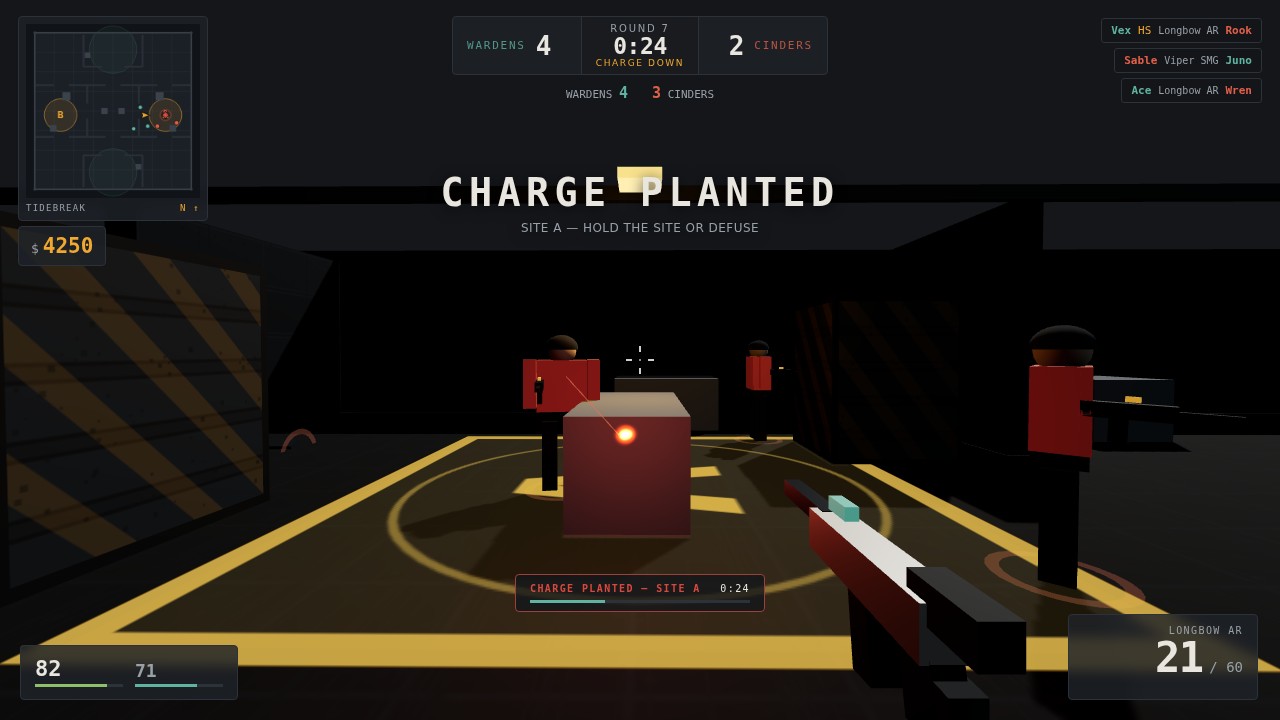 B
TIDEBREAK N ↑
$ 4250
WARDENS 4
ROUND 7
0:24
CHARGE DOWN
2 CINDERS
WARDENS 4 3 CINDERS
Vex HS Longbow AR Rook
Sable Viper SMG Juno
Ace Longbow AR Wren
CHARGE PLANTED
SITE A — HOLD THE SITE OR DEFUSE
CHARGE PLANTED — SITE A 0:24
82 71
LONGBOW AR
21 / 60